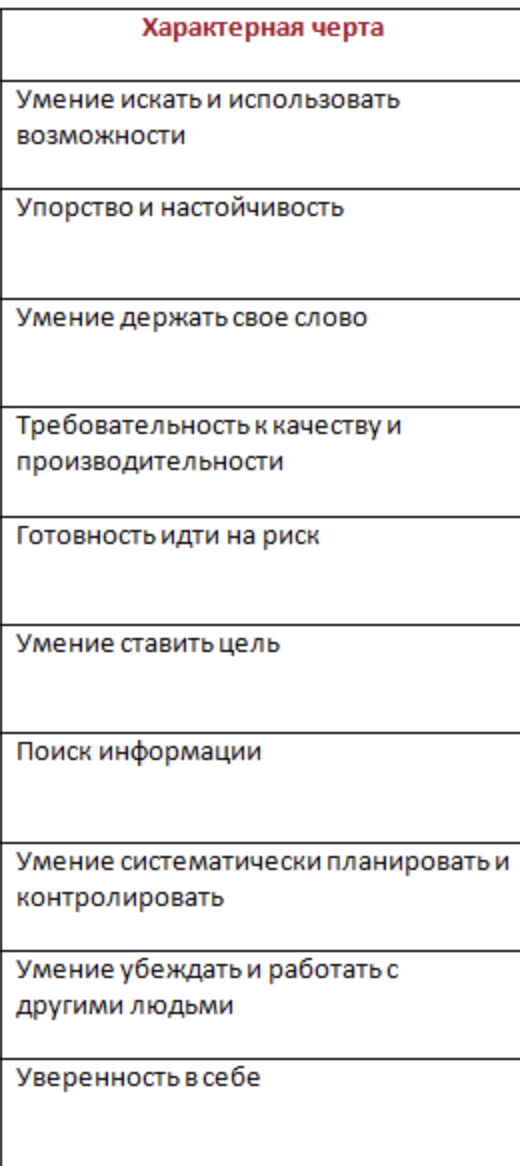 Характерная черта
Умение искать и использовать
возможности
Упорство и настойчивость
Умение держать свое слово
Требовательность к качеству и
производительности
Готовность идти на риск
Умение ставить цель
Поиск информации
Умение систематически планировать и
контролировать
Умение убеждать и работать с
другими людьми
Уверенность в себе